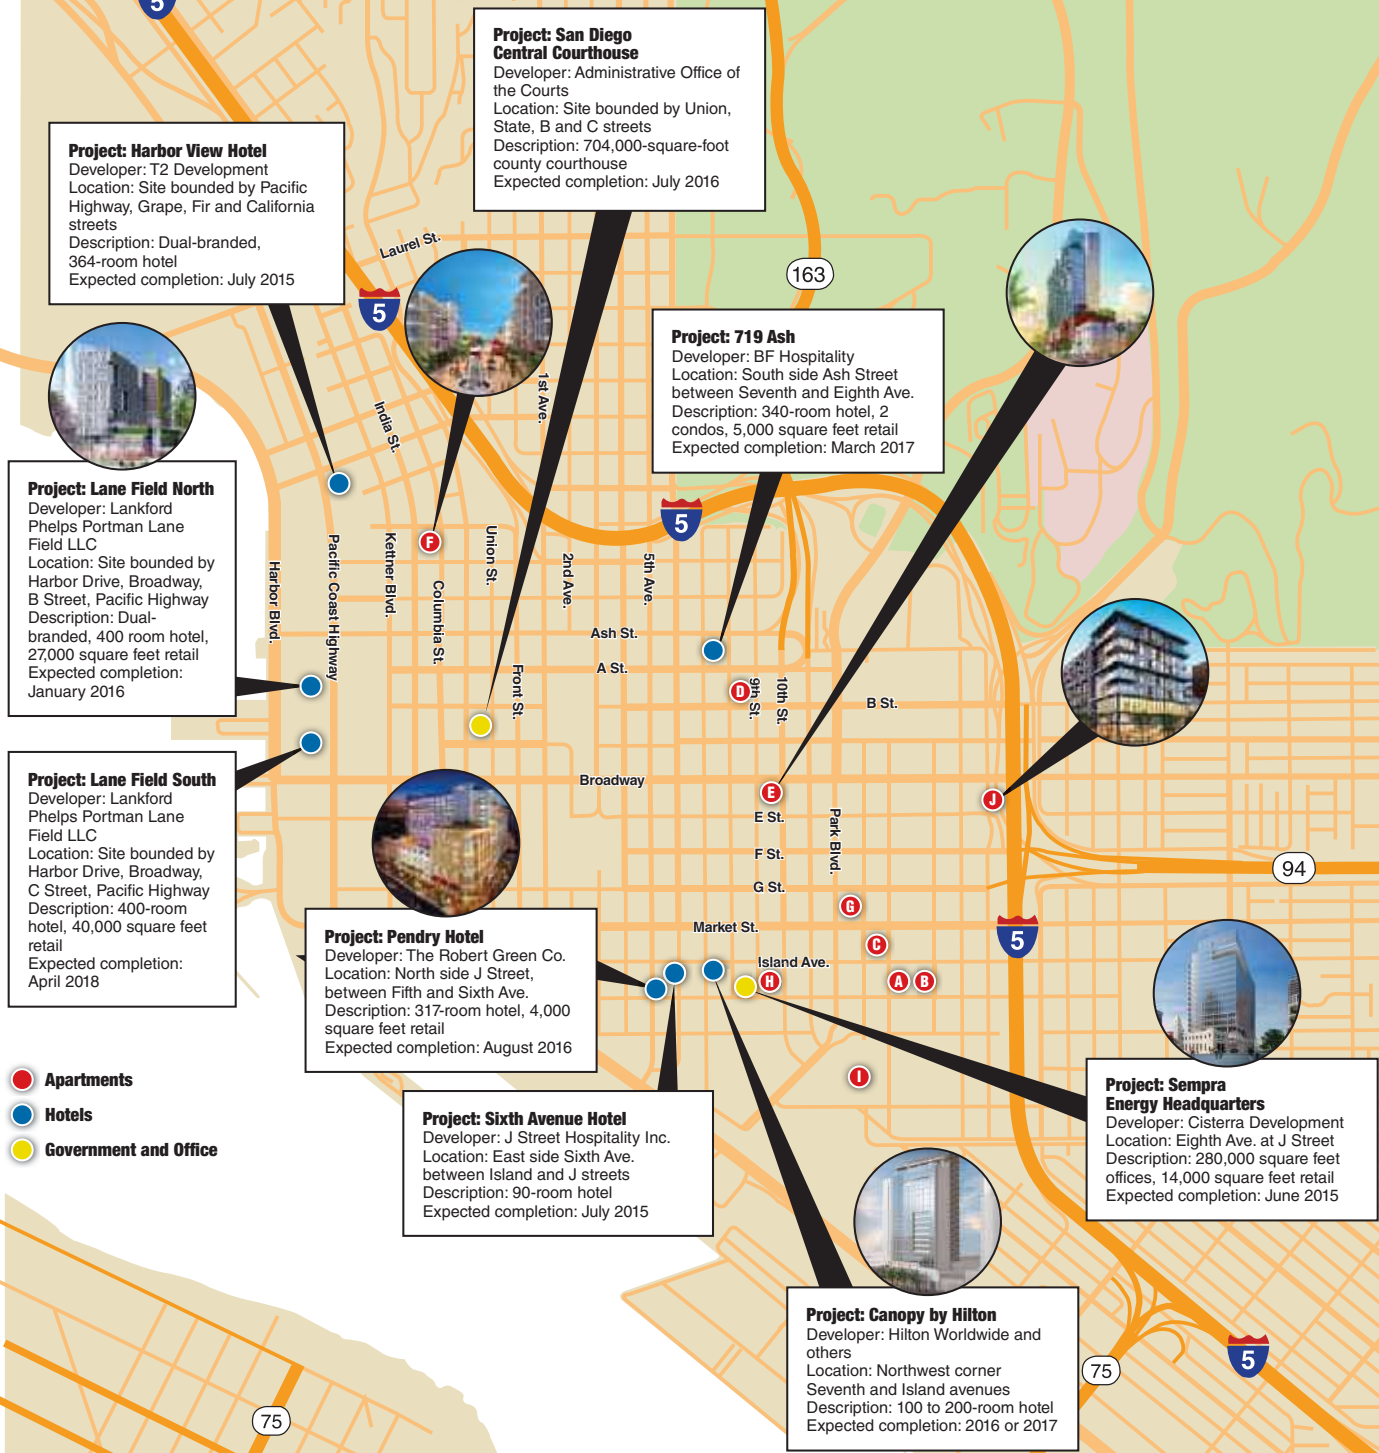 5
Project: San Diego
Central Courthouse
Developer: Administrative Office of
the Courts
Location: Site bounded by Union,
State, B and C streets
Description: 704,000-square-foot
county courthouse
Expected completion: July 2016
Project: Harbor View Hotel
Developer: T2 Development
Location: Site bounded by Pacific
Highway, Grape, Fir and California
streets
Description: Dual-branded,
364-room hotel
Expected completion: July 2015
Laurel St.
163
5
Project: 719 Ash
Developer: BF Hospitality
Location: South side Ash Street
between Seventh and Eighth Ave.
Description: 340-room hotel, 2
condos, 5,000 square feet retail
Expected completion: March 2017
1st Ave.
India St.
Project: Lane Field North
Developer: Lankford
Phelps Portman Lane
Field LLC
Location: Site bounded by
Harbor Drive, Broadway,
B Street, Pacific Highway
Description: Dual-
branded, 400 room hotel,
27,000 square feet retail
Expected completion:
January 2016
5
F
Harbor Blvd.
Pacific Coast Highway
Kettner Blvd.
Columbia St.
Union St.
Front St.
2nd Ave.
5th Ave.
Ash St.
A St.
D
9th St.
10th St.
B St.
Project: Lane Field South
Developer: Lankford
Phelps Portman Lane
Field LLC
Location: Site bounded by
Harbor Drive, Broadway,
C Street, Pacific Highway
Description: 400-room
hotel, 40,000 square feet
retail
Expected completion:
April 2018
Broadway
E
J
E St.
Park Blvd.
F St.
94
G St.
G
Market St.
C
5
Island Ave.
H
A
B
Project: Pendry Hotel
Developer: The Robert Green Co.
Location: North side J Street,
between Fifth and Sixth Ave.
Description: 317-room hotel, 4,000
square feet retail
Expected completion: August 2016
I
Apartments
Hotels
Government and Office
Project: Sixth Avenue Hotel
Developer: J Street Hospitality Inc.
Location: East side Sixth Ave.
between Island and J streets
Description: 90-room hotel
Expected completion: July 2015
Project: Sempra
Energy Headquarters
Developer: Cisterra Development
Location: Eighth Ave. at J Street
Description: 280,000 square feet
offices, 14,000 square feet retail
Expected completion: June 2015
Project: Canopy by Hilton
Developer: Hilton Worldwide and
others
Location: Northwest corner
Seventh and Island avenues
Description: 100 to 200-room hotel
Expected completion: 2016 or 2017
75
5
75